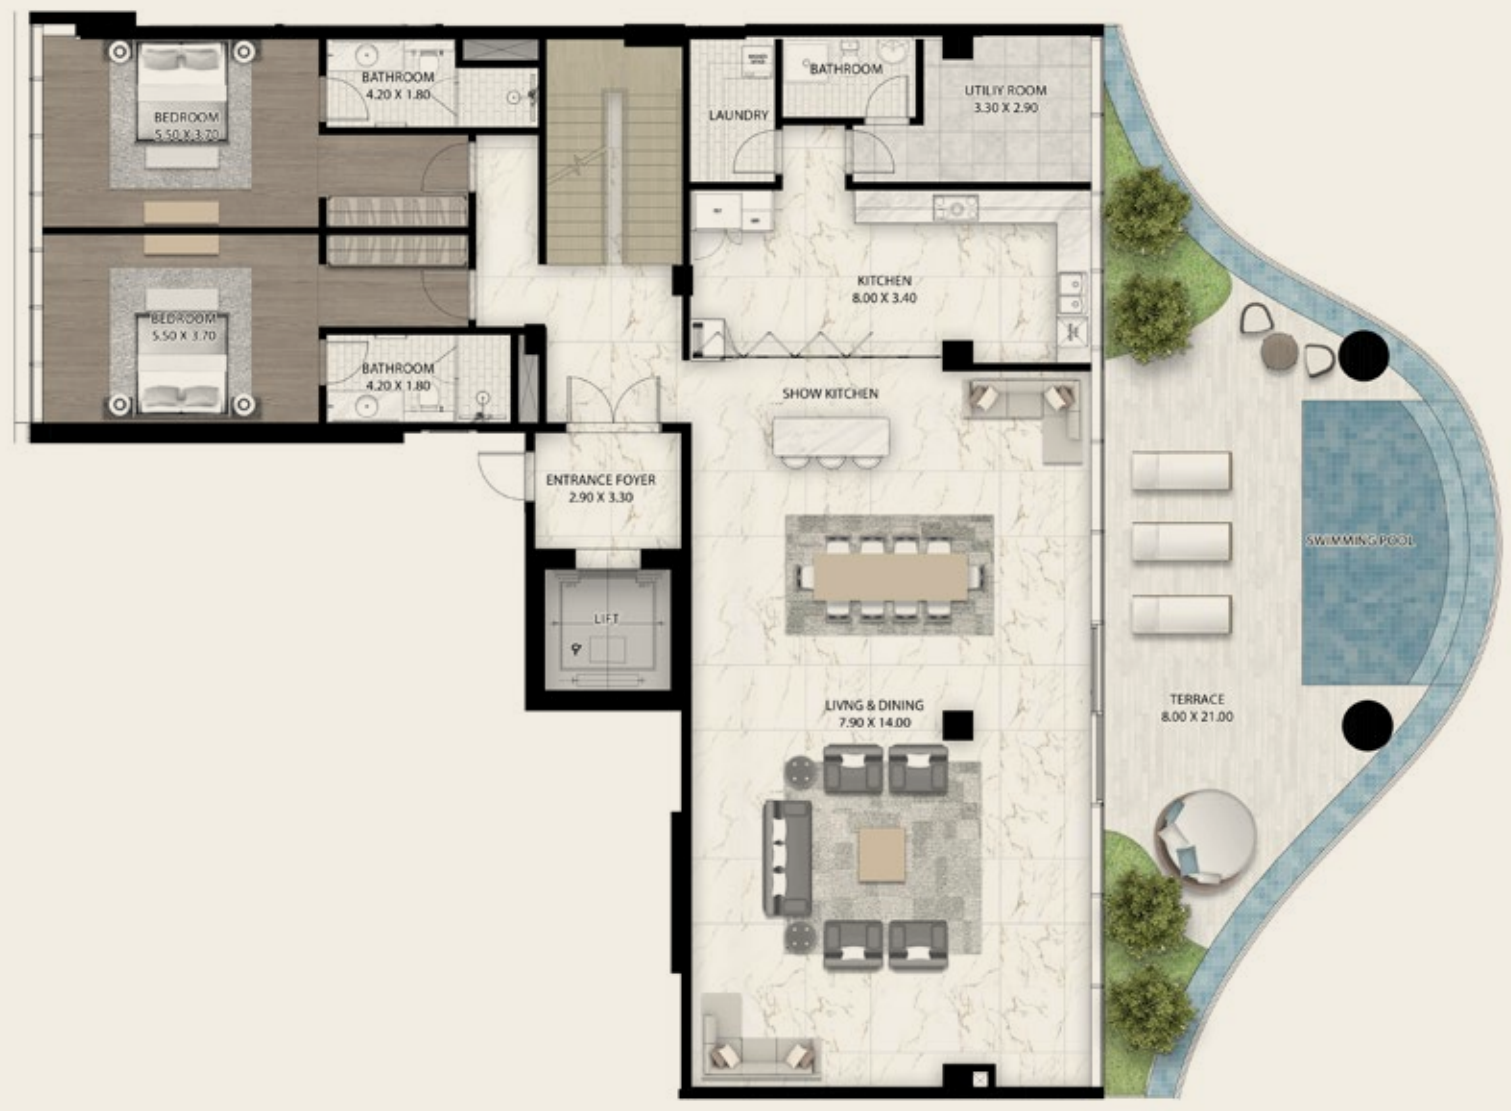 BATHROOM
4.20 X 1.80
BEDROOM
5.50 X 3.70
LAUNDRY
BATHROOM
UTILIY ROOM
3.30 X 2.90
BEDROOM
5.50 X 3.70
BATHROOM
4.20 X 1.80
KITCHEN
8.00 X 3.40
SHOW KITCHEN
ENTRANCE FOYER
2.90 X 3.30
LIFT
SWIMMING POOL
LIVNG & DINING
7.90 X 14.00
TERRACE
8.00 X 21.00